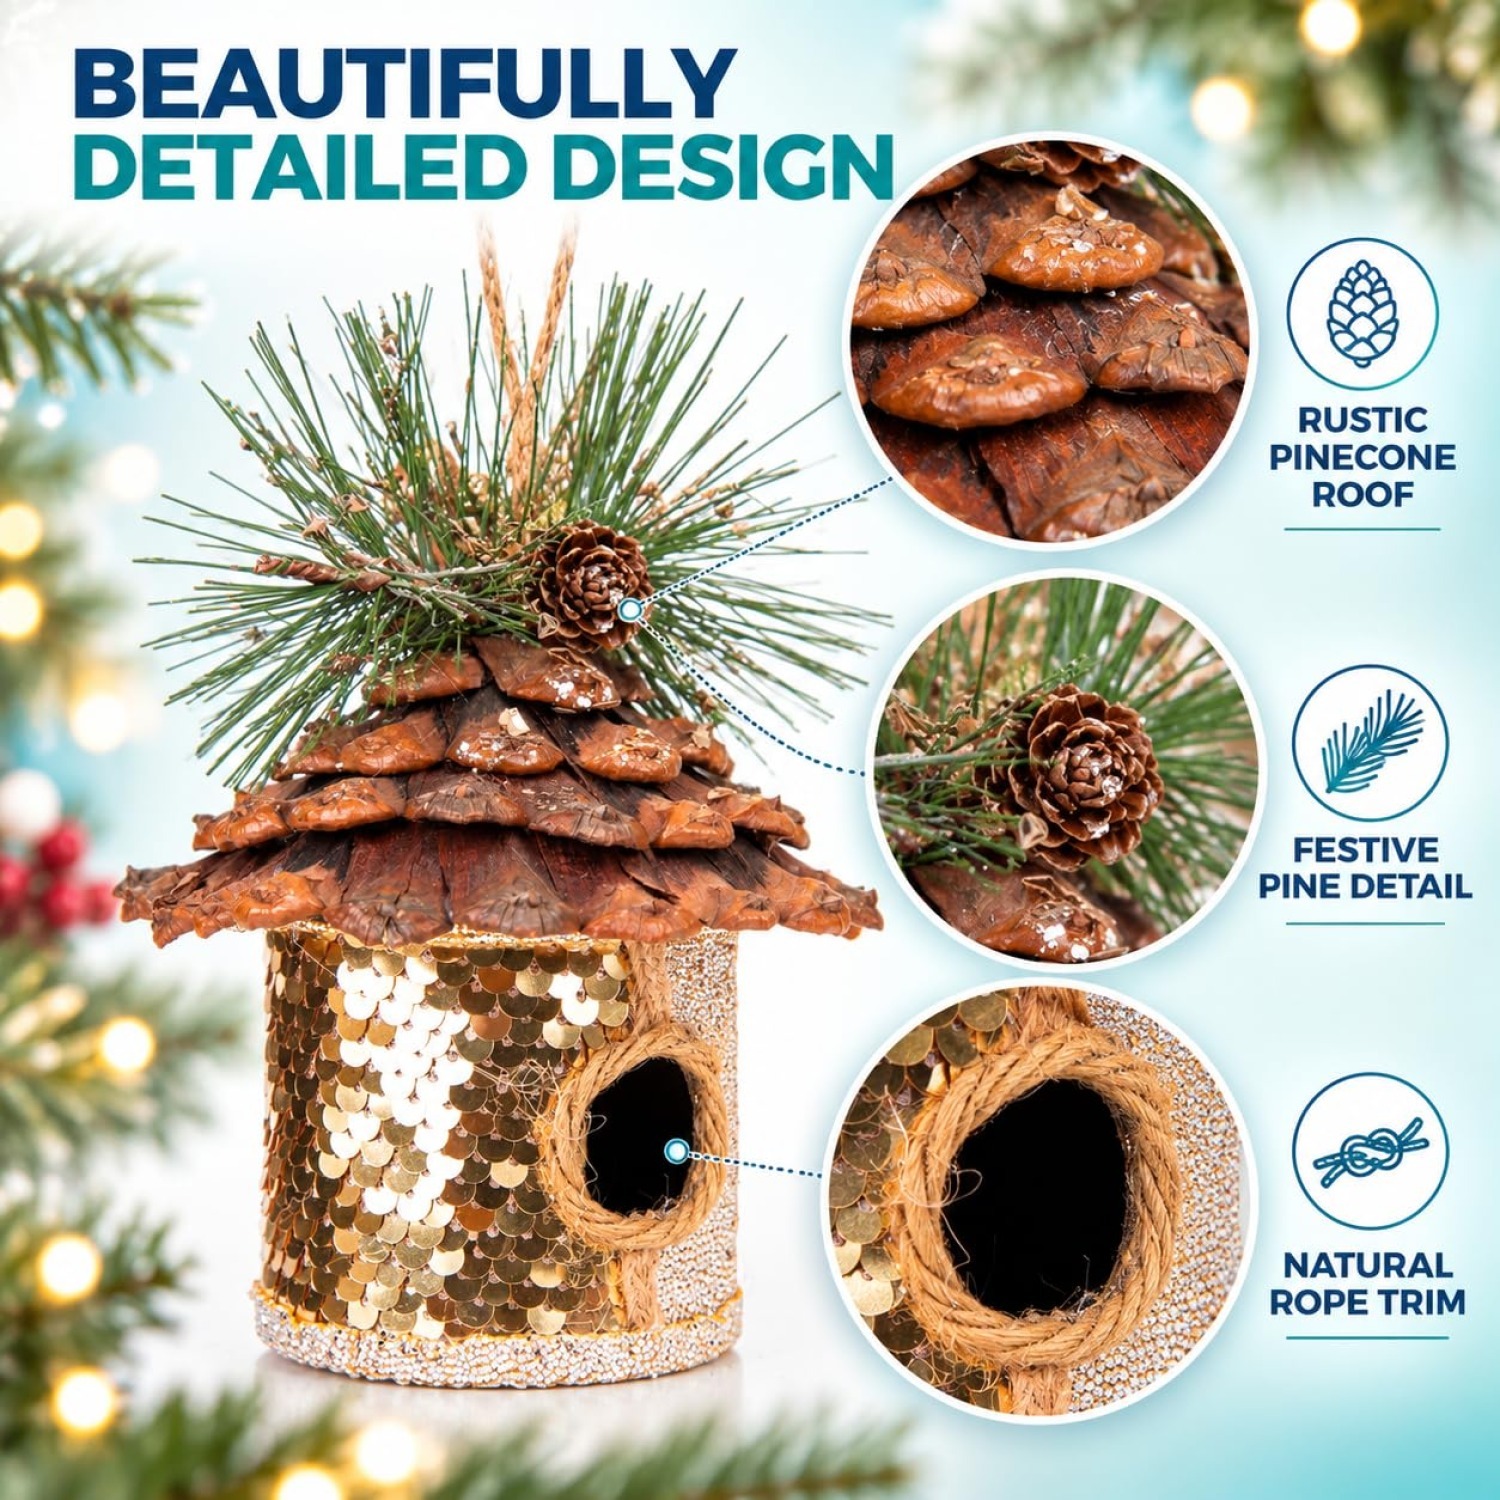 BEAUTIFULLY
DETAILED DESIGN
RUSTIC
PINECONE
ROOF
FESTIVE
PINE DETAIL
NATURAL
ROPE TRIM